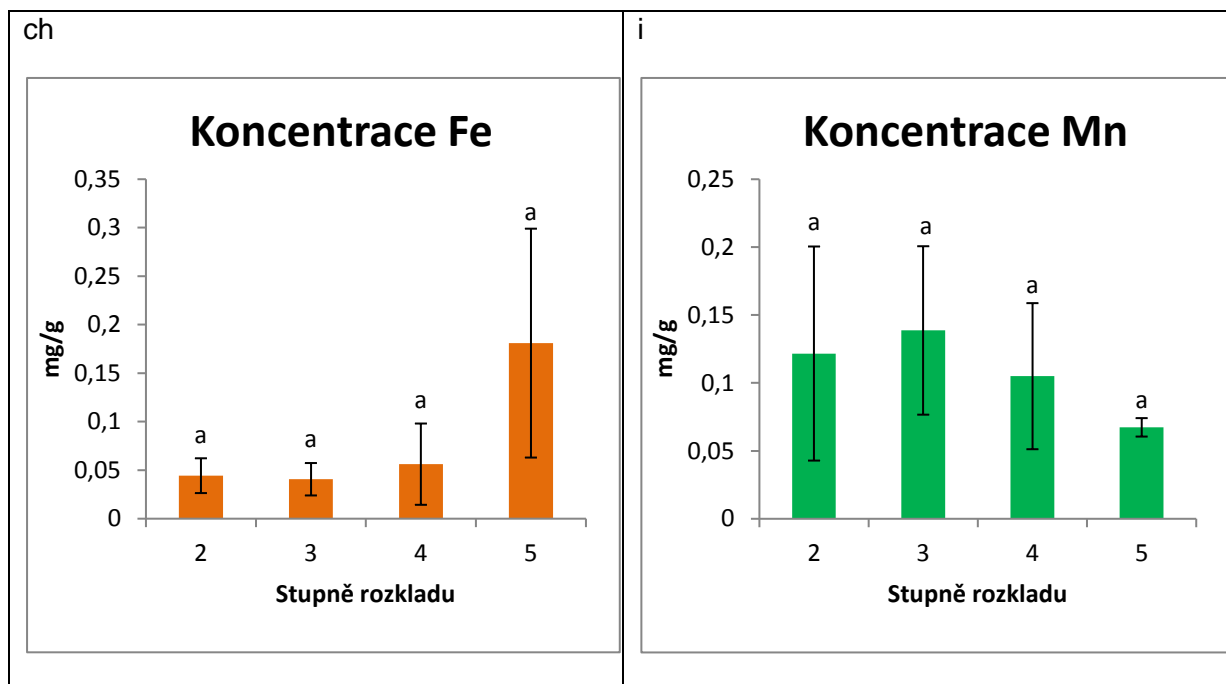 ch
Koncentrace Fe
0,35
0,3
0,25
0,2
0,15
0,1
0,05
0
mg/g
a
a
a
a
2 3 4 5
Stupně rozkladu
i
Koncentrace Mn
0,25
0,2
0,15
0,1
0,05
0
mg/g
a
a
a
a
2 3 4 5
Stupně rozkladu